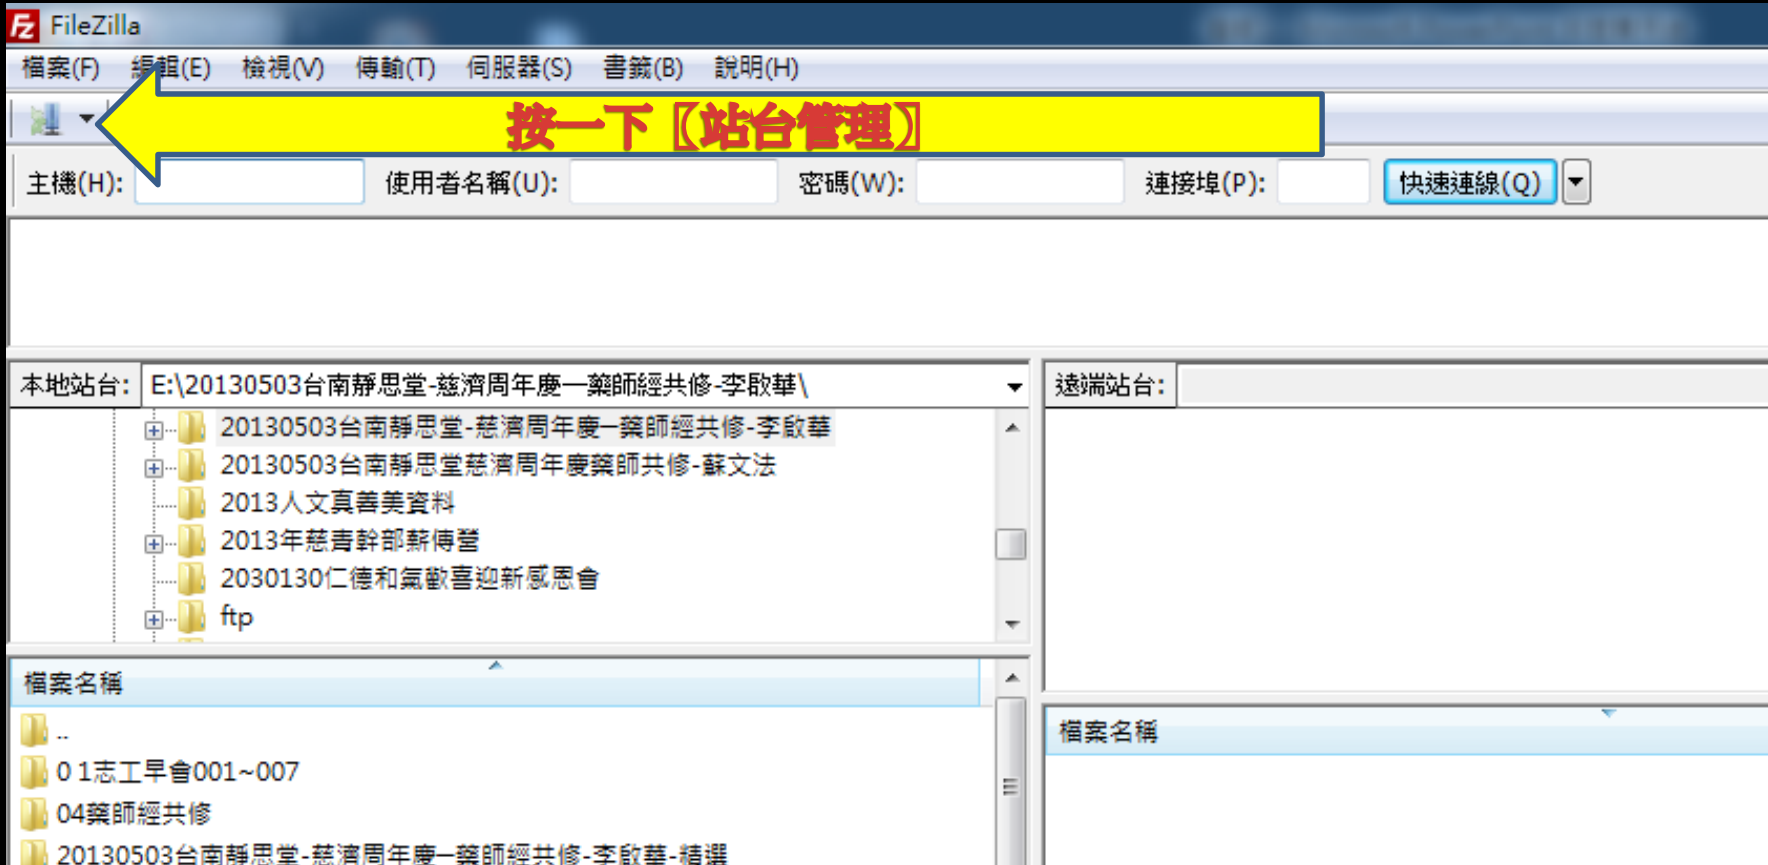 FileZilla
檔案(F) 編輯(E) 檢視(V) 傳輸(T) 伺服器(S) 書籤(B) 說明(H)
按一下〖站台管理〗
主機(H): 使用者名稱(U): 密碼(W): 連接埠(P): 快速連線(Q)
本地站台: E:\20130503台南靜思堂-慈濟周年慶—藥師經共修-李啟華\ 遠端站台:
20130503台南靜思堂-慈濟周年慶—藥師經共修-李啟華
20130503台南靜思堂慈濟周年慶藥師共修-蘇文法
2013人文真善美資料
2013年慈青幹部薪傳營
2030130仁德和氣歡喜迎新感恩會
ftp
檔案名稱
..
0 1志工早會001~007
04藥師經共修
20130503台南靜思堂-慈濟周年慶—藥師經共修-李啟華-精選
檔案名稱